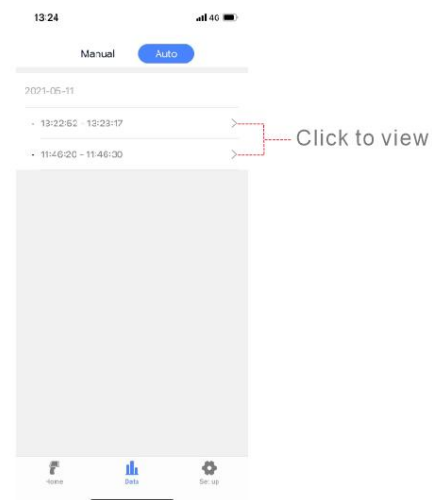 13:24 4G
Manual Auto
2021-05-11
- 13:22:52 - 13:23:17 >
• 11:46:20 - 11:46:30 >
Click to view
Home Data Set up